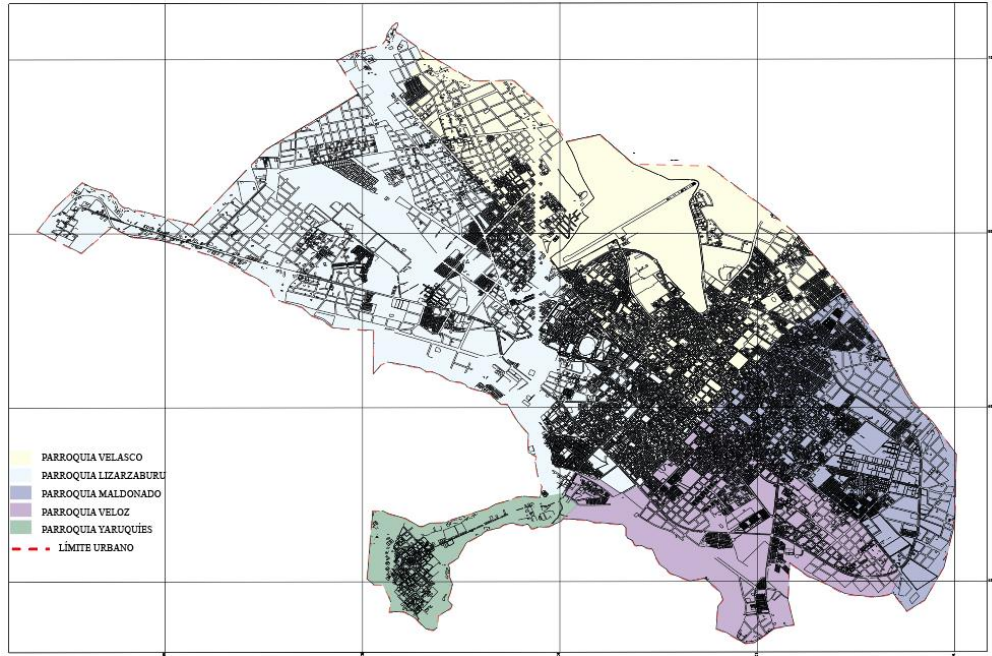 PARROQUIA VELASCO
PARROQUIA LIZARZABURU
PARROQUIA MALDONADO
PARROQUIA VELOZ
PARROQUIA YARUQUÍES
LÍMITE URBANO